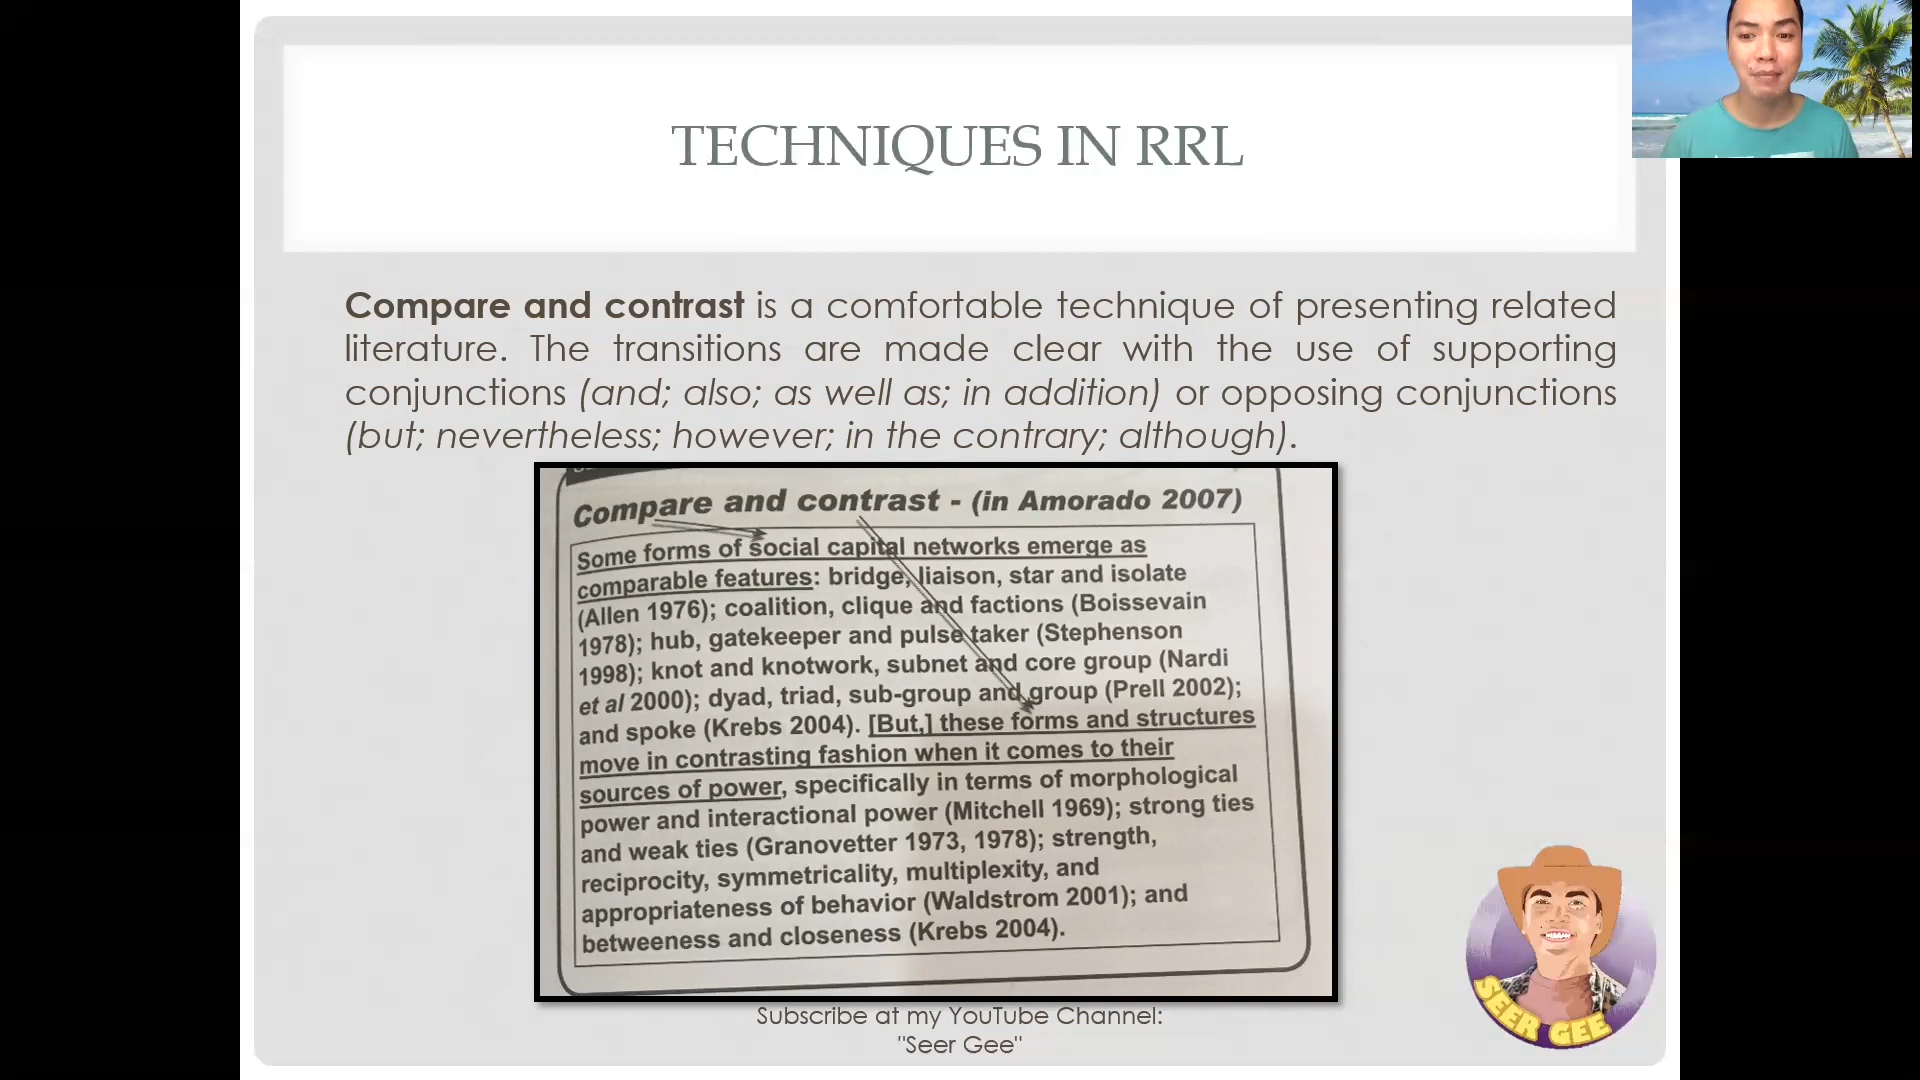 TECHNIQUES IN RRL
Compare and contrast is a comfortable technique of presenting related
literature. The transitions are made clear with the use of supporting
conjunctions (and; also; as well as; in addition) or opposing conjunctions
(but; nevertheless; however; in the contrary; although).
Compare and contrast - (in Amorado 2007)
Some forms of social capital networks emerge as
comparable features: bridge, liaison, star and isolate
(Allen 1976); coalition, clique and factions (Boissevain
1978); hub, gatekeeper and pulse taker (Stephenson
1998); knot and knotwork, subnet and core group (Nardi
et al 2000); dyad, triad, sub-group and group (Prell 2002);
and spoke (Krebs 2004). [But,] these forms and structures
move in contrasting fashion when it comes to their
sources of power, specifically in terms of morphological
power and interactional power (Mitchell 1969); strong ties
and weak ties (Granovetter 1973, 1978); strength,
reciprocity, symmetricality, multiplexity, and
appropriateness of behavior (Waldstrom 2001); and
betweeness and closeness (Krebs 2004).
SEER GEE
Subscribe at my YouTube Channel:
"Seer Gee"